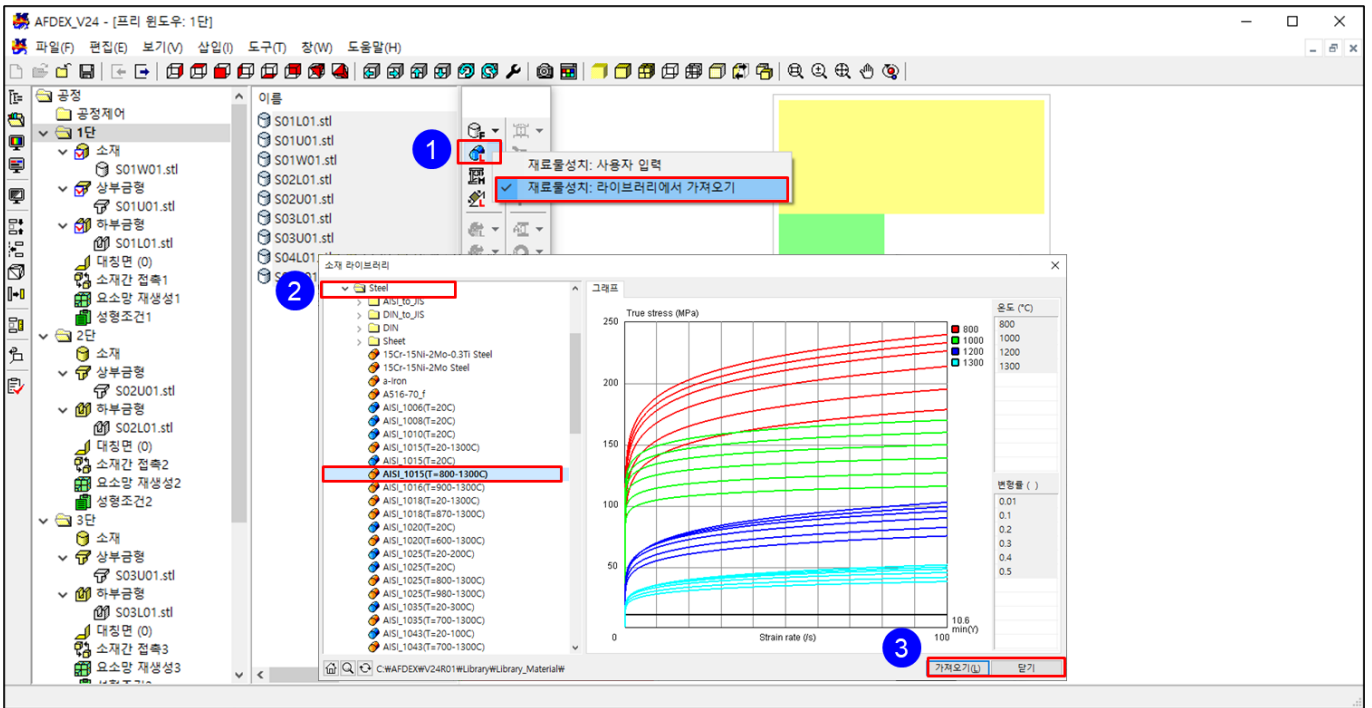 AFDEX_V24 - [프리 윈도우: 1단]
파일(F) 편집(E) 보기(V) 삽입(I) 도구(T) 창(W) 도움말(H)
공정
공정제어
1단
소재
S01W01.stl
상부금형
S01U01.stl
하부금형
S01L01.stl
대칭면 (0)
소재간 접촉1
요소망 재생성1
성형조건1
2단
소재
상부금형
S02U01.stl
하부금형
S02L01.stl
대칭면 (0)
소재간 접촉2
요소망 재생성2
성형조건2
3단
소재
상부금형
S03U01.stl
하부금형
S03L01.stl
대칭면 (0)
소재간 접촉3
요소망 재생성3
이름
S01L01.stl
S01U01.stl
S01W01.stl
S02L01.stl
S02U01.stl
S03L01.stl
S03U01.stl
S04L01
1
재료물성치: 사용자 입력
재료물성치: 라이브러리에서 가져오기
소재 라이브러리
2
Steel
AISI_to_JIS
DIN_to_JIS
DIN
Sheet
15Cr-15Ni-2Mo-0.3Ti Steel
15Cr-15Ni-2Mo Steel
a-iron
A516-70_f
AISI_1006(T=20C)
AISI_1008(T=20C)
AISI_1010(T=20C)
AISI_1015(T=20-1300C)
AISI_1015(T=20C)
AISI_1015(T=800-1300C)
AISI_1016(T=900-1300C)
AISI_1018(T=20-1300C)
AISI_1018(T=870-1300C)
AISI_1020(T=20C)
AISI_1020(T=600-1300C)
AISI_1025(T=20-200C)
AISI_1025(T=20C)
AISI_1025(T=800-1300C)
AISI_1025(T=980-1300C)
AISI_1035(T=20-300C)
AISI_1035(T=700-1300C)
AISI_1043(T=20-100C)
AISI_1043(T=700-1300C)
C:₩AFDEX₩V24R01₩Library₩Library_Material₩
그래프
True stress (MPa)
250
200
150
100
50
0
Strain rate (/s)
100
10.6
min(Y)
800
1000
1200
1300
온도 (°C)
800
1000
1200
1300
변형률 ( )
0.01
0.1
0.2
0.3
0.4
0.5
3
가져오기(L) 닫기